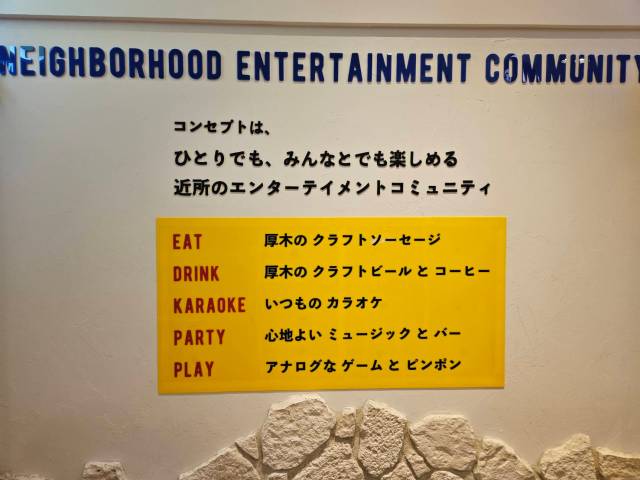 NEIGHBORHOOD ENTERTAINMENT COMMUNITY
コンセプトは、
ひとりでも、みんなとでも楽しめる
近所のエンターテイメントコミュニティ
EAT 厚木の クラフトソーセージ
DRINK 厚木の クラフトビール と コーヒー
KARAOKE いつもの カラオケ
PARTY 心地よい ミュージック と バー
PLAY アナログな ゲーム と ピンポン